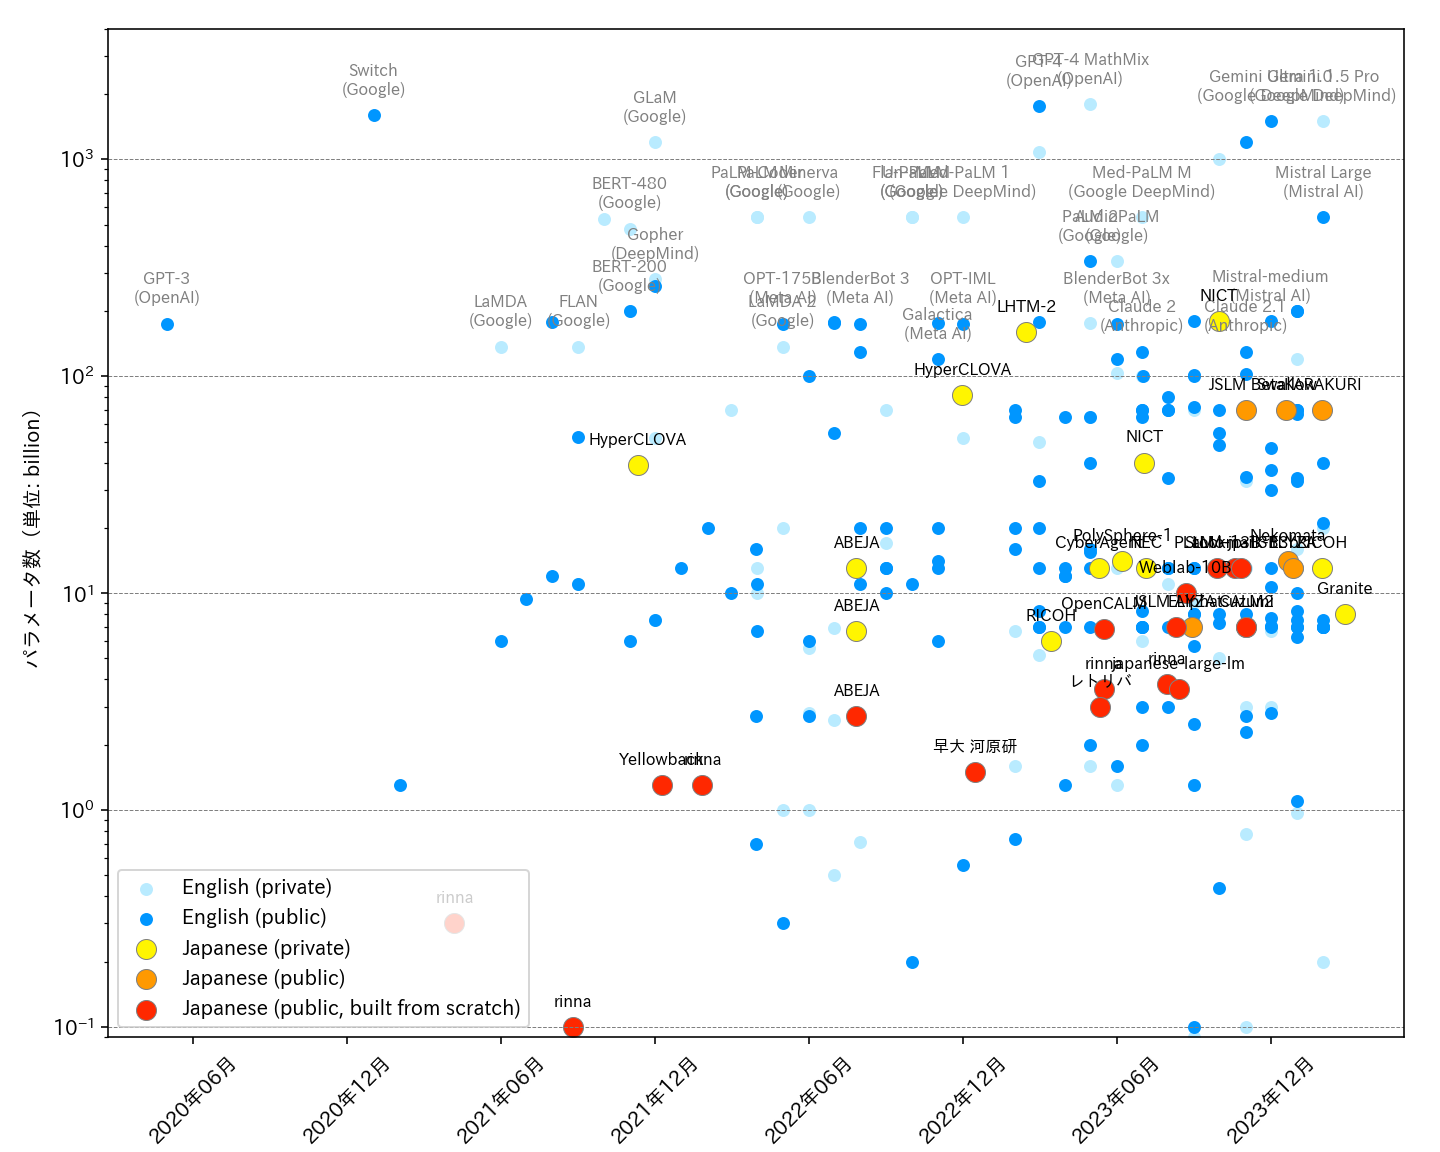 GPT-4 MathMix
(OpenAI)
GPT-4
(OpenAI)
Switch
(Google)
Gemini Ultra 1.0
(Google DeepMind)
Gemini 1.5 Pro
(Google DeepMind)
GLaM
(Google)
10³
BERT-480
(Google)
PaLM
(Google)
PaLM-Coder
(Google)
Minerva
(Google)
(Google)
Med-PaLM 1
(Google DeepMind)
Med-PaLM M
(Google DeepMind)
Mistral Large
(Mistral AI)
PaLM 2
(Google)
AudioPaLM
(Google)
Gopher
(DeepMind)
BERT-200
(Google)
GPT-3
(OpenAI)
OPT-175B
(Meta AI)
BlenderBot 3
(Meta AI)
OPT-IML
(Meta AI)
BlenderBot 3x
(Meta AI)
Mistral-medium
(Mistral AI)
LaMDA
(Google)
FLAN
(Google)
LaMDA 2
(Google)
Galactica
(Meta AI)
LHTM-2
NICT
Claude 2
(Anthropic)
Claude 2.1
(Anthropic)
10²
HyperCLOVA
JSLM Beta
Swallow
KARAKURI
HyperCLOVA
NICT
ABEJA
CyberAgent
PolySphere-1
NEC
Nekomata
RICOH
Weblab-10B
10¹
Granite
ABEJA
RICOH
OpenCALM
ELYZA
CALM2
rinna
rinna
japanese-large-lm
レトリバ
ABEJA
早大 河原研
Yellowback
rinna
10⁰
rinna
rinna
10⁻¹
English (private)
English (public)
Japanese (private)
Japanese (public)
Japanese (public, built from scratch)
パラメータ数（単位: billion）
2020年06月
2020年12月
2021年06月
2021年12月
2022年06月
2022年12月
2023年06月
2023年12月